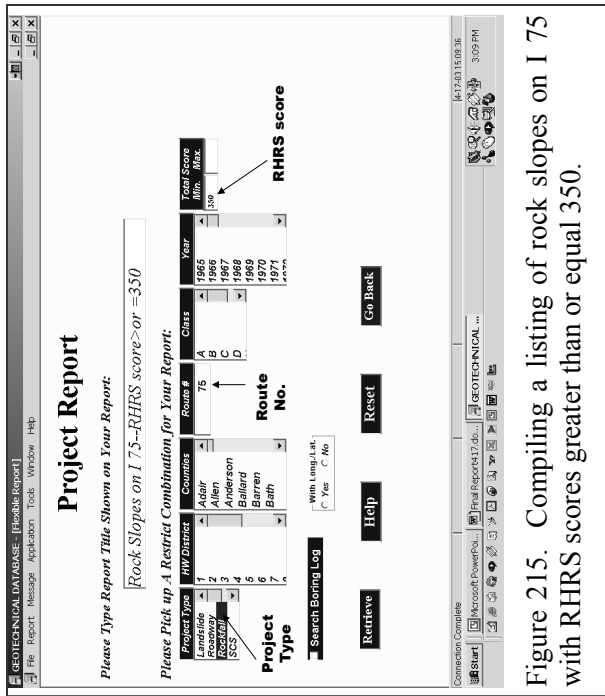 GEOTECHNICAL DATABASE - [Flexible Report]
File Report Message Application Tools Window Help
Project Report
Please Type Report Title Shown on Your Report:
Rock Slopes on I 75--RHRS score>or =350
Please Pick up A Restrict Combination for Your Report:
Project Type
Landslide
Roadway
Rockfall
SCS
HW District
1
2
3
4
5
6
7
Counties
Adair
Allen
Anderson
Ballard
Barren
Bath
Route #
75
Class
A
B
C
D
Year
1965
1966
1967
1968
1969
1970
1971
Total Score
Min. Max.
350
Project
Type
Route
No.
RHRS score
Search Boring Log
With Long./Lat.
Yes No
Retrieve
Help
Reset
Go Back
Connection Complete
4-17-03 15:09:36
Start
Microsoft PowerPoi...
Final Report417.do...
GEOTECHNICAL ...
3:09 PM
Figure 215. Compiling a listing of rock slopes on I 75
with RHRS scores greater than or equal 350.